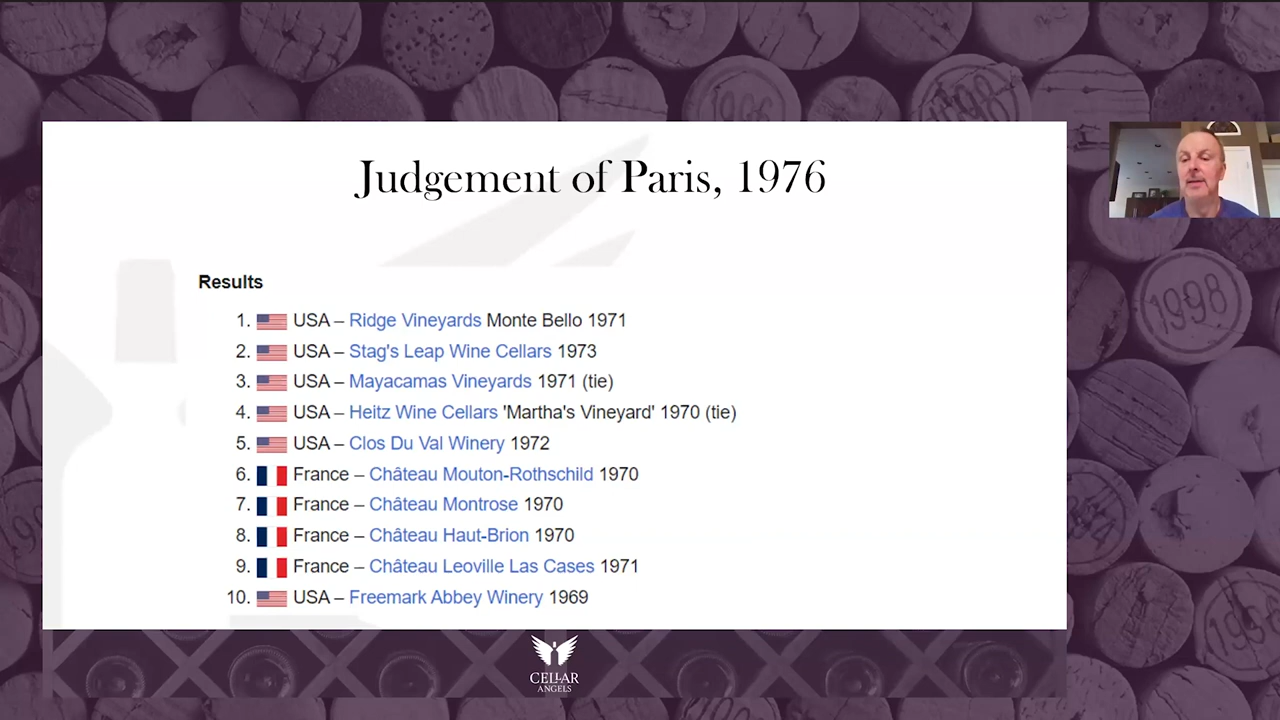 Judgement of Paris, 1976
Results
1. USA – Ridge Vineyards Monte Bello 1971
2. USA – Stag's Leap Wine Cellars 1973
3. USA – Mayacamas Vineyards 1971 (tie)
4. USA – Heitz Wine Cellars 'Martha's Vineyard' 1970 (tie)
5. USA – Clos Du Val Winery 1972
6. France – Château Mouton-Rothschild 1970
7. France – Château Montrose 1970
8. France – Château Haut-Brion 1970
9. France – Château Leoville Las Cases 1971
10. USA – Freemark Abbey Winery 1969
CELLAR
ANGELS
1998